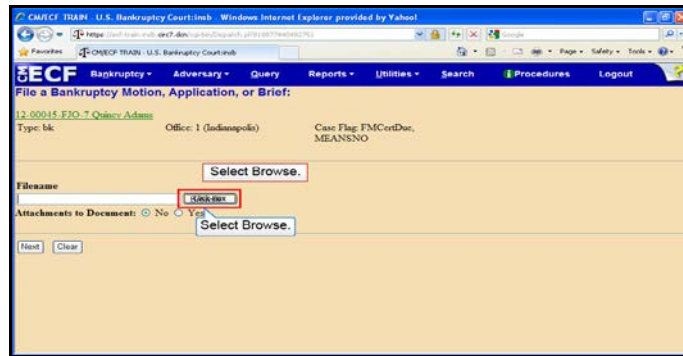 CM/ECF TRAIN - U.S. Bankruptcy Court:insb - Windows Internet Explorer provided by Yahoo!
Google
Favorites CM/ECF TRAIN - U.S. Bankruptcy Court:insb Page Safety Tools
ECF Bankruptcy Adversary Query Reports Utilities Search Procedures Logout
File a Bankruptcy Motion, Application, or Brief:
12-00045-FJO-7 Quincy Adams
Type: bk Office: 1 (Indianapolis) Case Flag: FMCertDue,
MEANSNO
Select Browse.
Filename
Attachments to Document: No Yes
Select Browse.
Next Clear